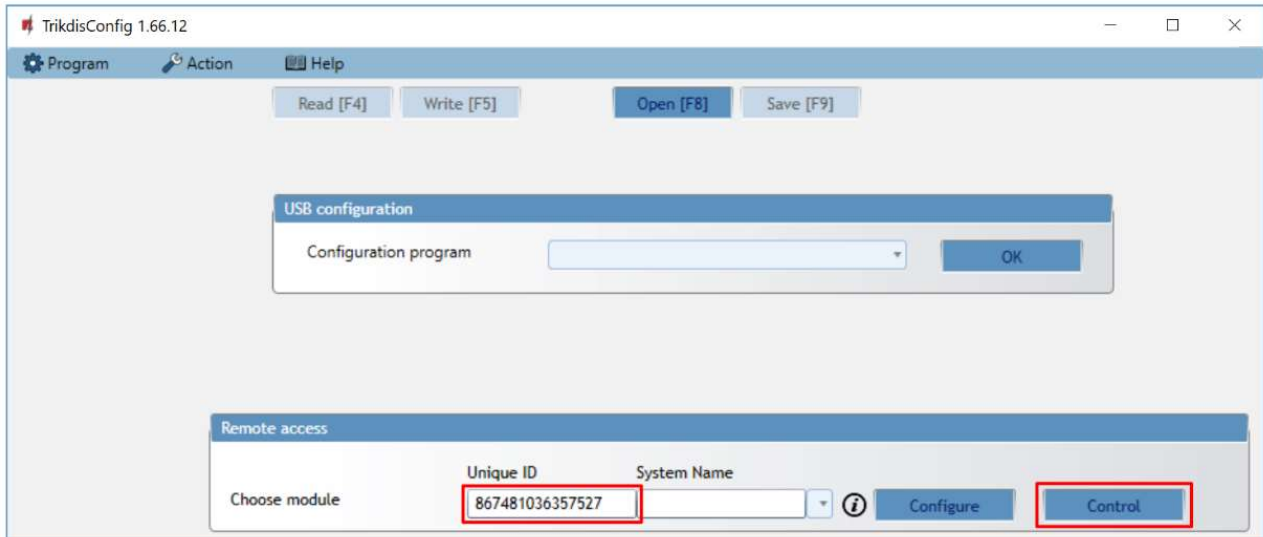 TrikdisConfig 1.66.12
Program Action Help
Read [F4] Write [F5] Open [F8] Save [F9]
USB configuration
Configuration program OK
Remote access
Unique ID System Name
Choose module 867481036357527 i Configure Control